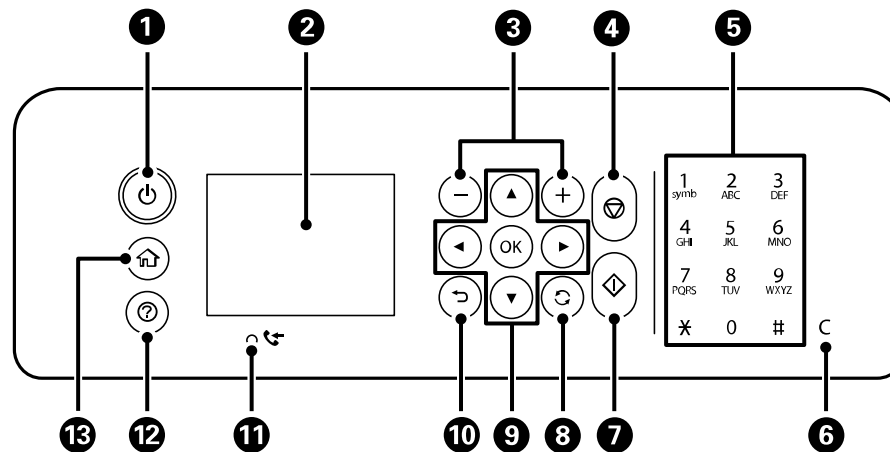 1 2 3 4 5
1 2 3
symb ABC DEF
4 5 6
GHI JKL MNO
OK
7 8 9
PQRS TUV WXYZ
* 0 # C
13 12 11 10 9 8 7 6